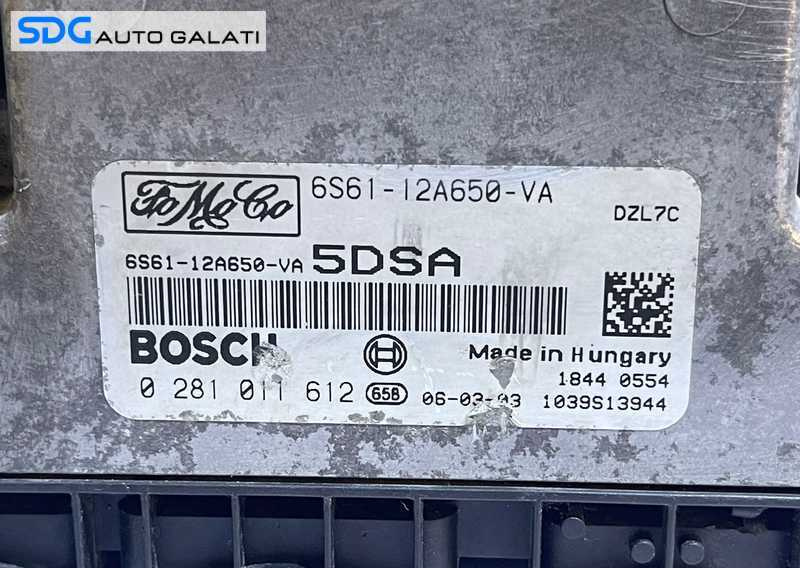 SDG AUTO GALATI
FoMoCo
6S61-12A650-VA
DZL7C
6S61-12A650-VA 5DSA
BOSCH
Made in Hungary
1844 0554
0 281 011 612 65B 06-03-03 1039S13944